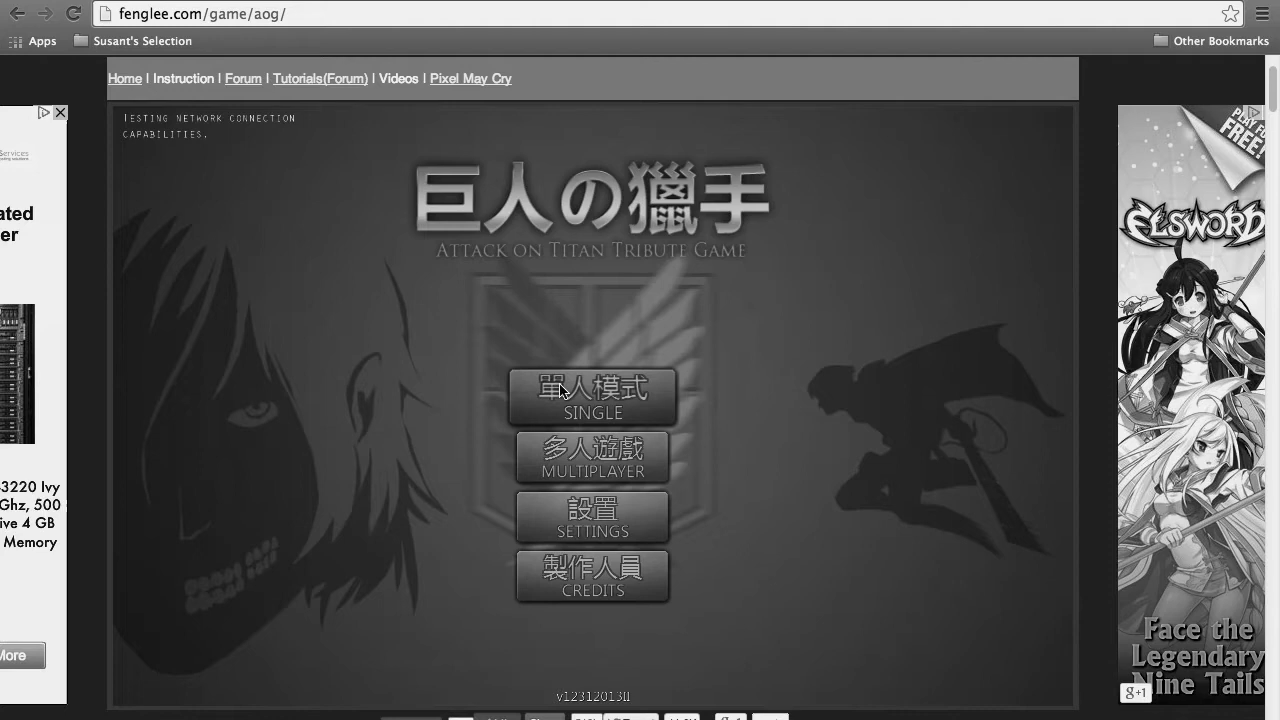 fenglee.com/game/aog/
Apps Susant's Selection Other Bookmarks
Home | Instruction | Forum | Tutorials(Forum) | Videos | Pixel May Cry
TESTING NETWORK CONNECTION
CAPABILITIES.
巨人の獵手
ATTACK ON TITAN TRIBUTE GAME
單人模式
SINGLE
多人遊戲
MULTIPLAYER
設置
SETTINGS
製作人員
CREDITS
Services
ated
er
3220 Ivy
Ghz, 500
ive 4 GB
Memory
More
PLAY FOR
FREE!
ELSWORD
Face the
Legendary
Nine Tails
g+1